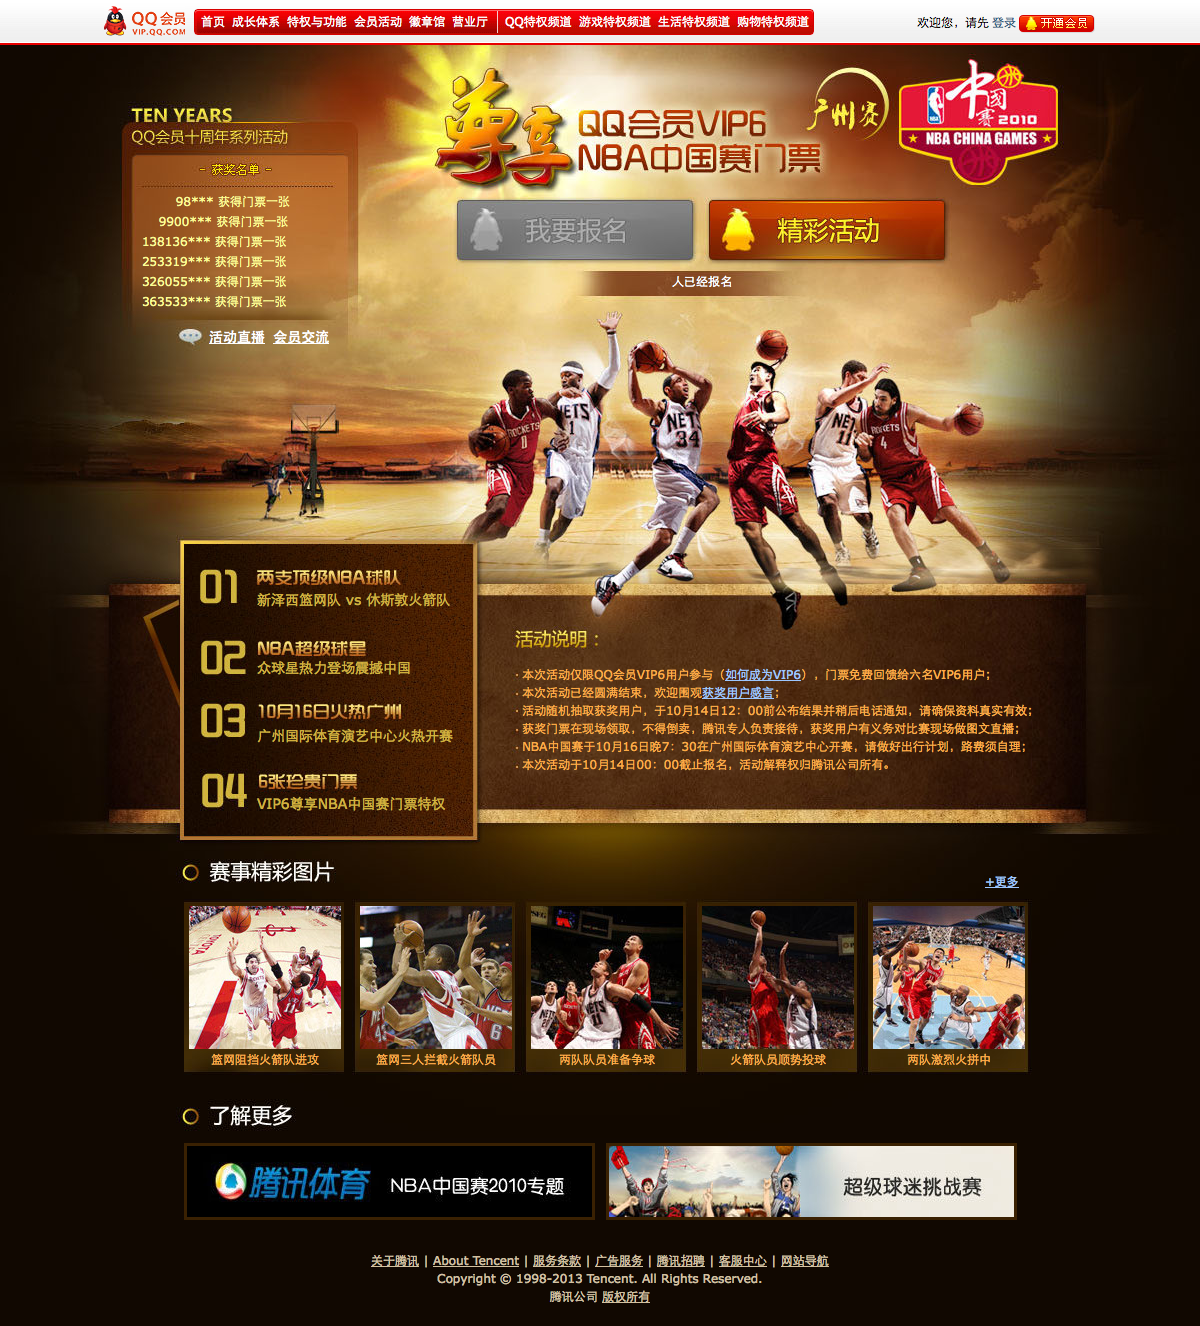 QQ会员
VIP.QQ.COM
首页 成长体系 特权与功能 会员活动 徽章馆 营业厅 QQ特权频道 游戏特权频道 生活特权频道 购物特权频道
欢迎您，请先 登录 开通会员
TEN YEARS
QQ会员十周年系列活动
- 获奖名单 -
98*** 获得门票一张
9900*** 获得门票一张
138136*** 获得门票一张
253319*** 获得门票一张
326055*** 获得门票一张
363533*** 获得门票一张
活动直播 会员交流
尊享
QQ会员VIP6
NBA中国赛门票
广州赛
NBA
中国赛
2010
NBA CHINA GAMES
我要报名
精彩活动
人已经报名
ROCKETS
NETS
1
NETS
34
NETS
11
ROCKETS
4
01 两支顶级NBA球队
新泽西篮网队 vs 休斯敦火箭队
02 NBA超级球星
众球星热力登场震撼中国
03 10月16日火热广州
广州国际体育演艺中心火热开赛
04 6张珍贵门票
VIP6尊享NBA中国赛门票特权
活动说明：
· 本次活动仅限QQ会员VIP6用户参与（如何成为VIP6），门票免费回馈给六名VIP6用户；
· 本次活动已经圆满结束，欢迎围观获奖用户感言；
· 活动随机抽取获奖用户，于10月14日12：00前公布结果并稍后电话通知，请确保资料真实有效；
· 获奖门票在现场领取，不得倒卖，腾讯专人负责接待，获奖用户有义务对比赛现场做图文直播；
· NBA中国赛于10月16日晚7：30在广州国际体育演艺中心开赛，请做好出行计划，路费须自理；
· 本次活动于10月14日00：00截止报名，活动解释权归腾讯公司所有。
赛事精彩图片
+更多
篮网阻挡火箭队进攻
篮网三人拦截火箭队员
两队队员准备争球
火箭队员顺势投球
两队激烈火拼中
了解更多
腾讯体育 NBA中国赛2010专题
超级球迷挑战赛
关于腾讯 | About Tencent | 服务条款 | 广告服务 | 腾讯招聘 | 客服中心 | 网站导航
Copyright © 1998-2013 Tencent. All Rights Reserved.
腾讯公司 版权所有